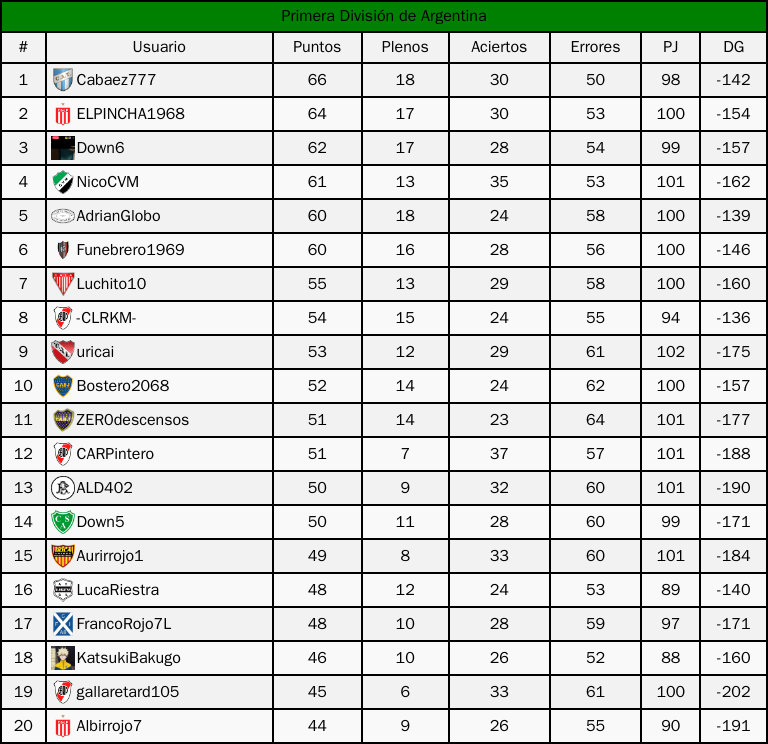 Primera División de Argentina
# Usuario Puntos Plenos Aciertos Errores PJ DG
1 Cabaez777 66 18 30 50 98 -142
2 ELPINCHA1968 64 17 30 53 100 -154
3 Down6 62 17 28 54 99 -157
4 NicoCVM 61 13 35 53 101 -162
5 AdrianGlobo 60 18 24 58 100 -139
6 Funebrero1969 60 16 28 56 100 -146
7 Luchito10 55 13 29 58 100 -160
8 -CLRKM- 54 15 24 55 94 -136
9 uricai 53 12 29 61 102 -175
10 Bostero2068 52 14 24 62 100 -157
11 ZEROdescensos 51 14 23 64 101 -177
12 CARPintero 51 7 37 57 101 -188
13 ALD402 50 9 32 60 101 -190
14 Down5 50 11 28 60 99 -171
15 Aurirrojo1 49 8 33 60 101 -184
16 LucaRiestra 48 12 24 53 89 -140
17 FrancoRojo7L 48 10 28 59 97 -171
18 KatsukiBakugo 46 10 26 52 88 -160
19 gallaretard105 45 6 33 61 100 -202
20 Albirrojo7 44 9 26 55 90 -191